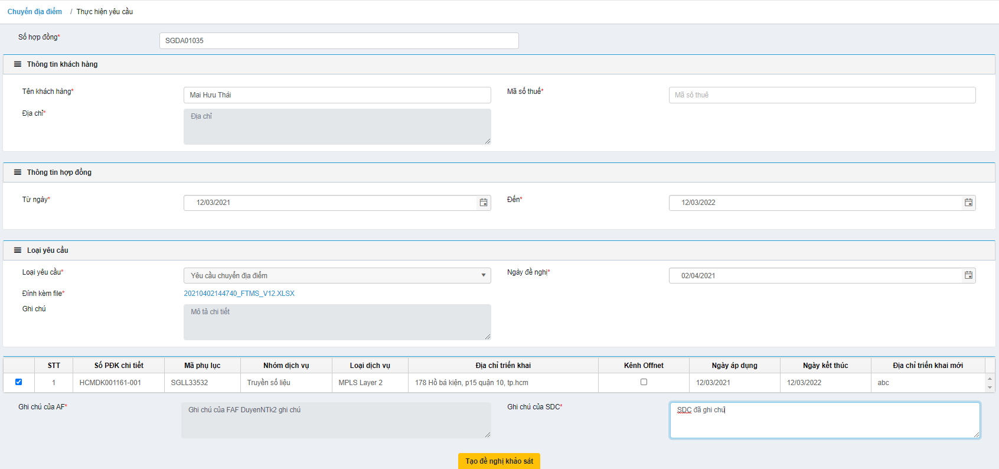 Chuyển địa điểm / Thực hiện yêu cầu
Số hợp đồng* SGDA01035
Thông tin khách hàng
Tên khách hàng* Mai Hưu Thái Mã số thuế* Mã số thuê
Địa chỉ* Địa chỉ
Thông tin hợp đồng
Từ ngày* 12/03/2021 Đến* 12/03/2022
Loại yêu cầu
Loại yêu cầu* Yêu cầu chuyển địa điểm Ngày đề nghị* 02/04/2021
Đính kèm file* 20210402144740_FTMS_V12.XLSX
Ghi chú Mô tả chi tiết
STT Số PĐK chi tiết Mã phụ lục Nhóm dịch vụ Loại dịch vụ Địa chỉ triển khai Kênh Offnet Ngày áp dụng Ngày kết thúc Địa chỉ triển khai mới
1 HCMDK001161-001 SGLL33532 Truyền số liệu MPLS Layer 2 178 Hồ bá kiện, p15 quận 10, tp.hcm 12/03/2021 12/03/2022 abc
Ghi chú của AF* Ghi chú của FAF DuyenNTk2 ghi chú Ghi chú của SDC* SDC đã ghi chú
Tạo đề nghị khảo sát